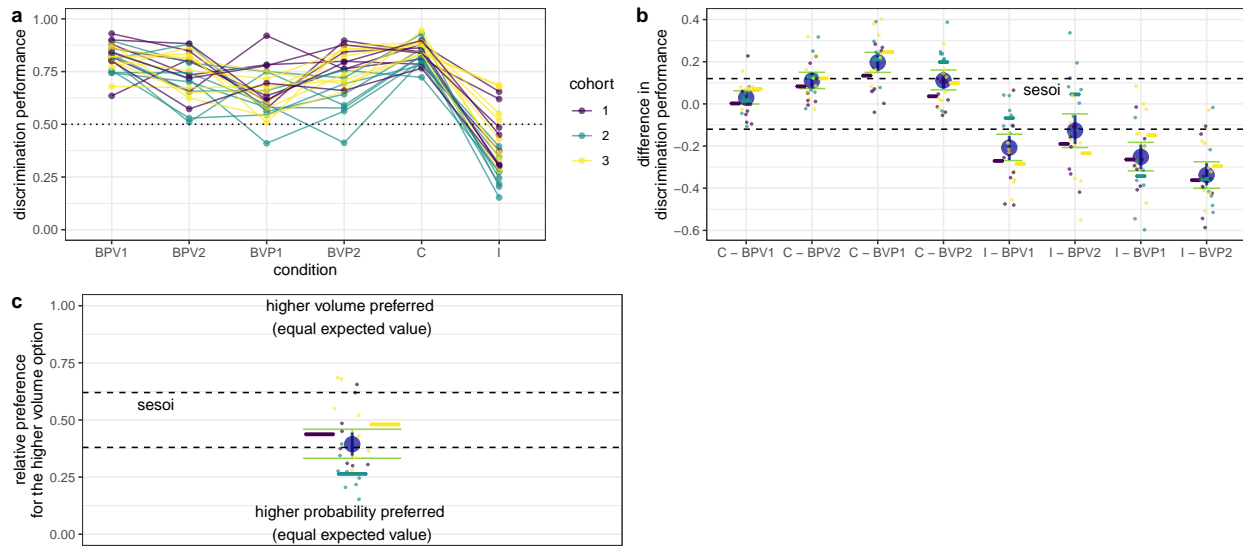 a
1.00
0.75
0.50
0.25
0.00
discrimination performance
BPV1 BPV2 BVP1 BVP2 C I
condition
cohort
1
2
3
b
0.4
0.2
0.0
−0.2
−0.4
−0.6
difference in
discrimination performance
sesoi
C − BPV1 C − BPV2 C − BVP1 C − BVP2 I − BPV1 I − BPV2 I − BVP1 I − BVP2
c
1.00
0.75
0.50
0.25
0.00
relative preference
for the higher volume option
higher volume preferred
(equal expected value)
sesoi
higher probability preferred
(equal expected value)